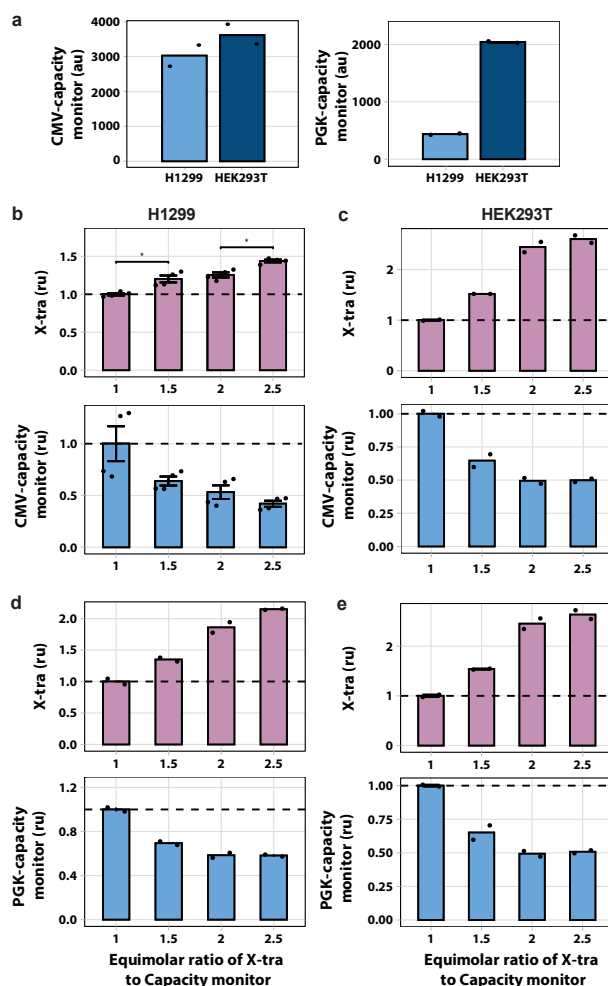 a
CMV-capacity
monitor (au)
4000
3000
2000
1000
0
H1299
HEK293T
PGK-capacity
monitor (au)
2000
1000
0
H1299
HEK293T
b
H1299
X-tra (ru)
1.5
1.0
0.5
0.0
*
*
1
1.5
2
2.5
CMV-capacity
monitor (ru)
1.0
0.5
0.0
1
1.5
2
2.5
c
HEK293T
X-tra (ru)
2
1
0
1
1.5
2
2.5
CMV-capacity
monitor (ru)
1.00
0.75
0.50
0.25
0.00
1
1.5
2
2.5
d
X-tra (ru)
2.0
1.5
1.0
0.5
0.0
1
1.5
2
2.5
PGK-capacity
monitor (ru)
1.2
0.8
0.4
0.0
1
1.5
2
2.5
Equimolar ratio of X-tra
to Capacity monitor
e
X-tra (ru)
2
1
0
1
1.5
2
2.5
PGK-capacity
monitor (ru)
1.00
0.75
0.50
0.25
0.00
1
1.5
2
2.5
Equimolar ratio of X-tra
to Capacity monitor